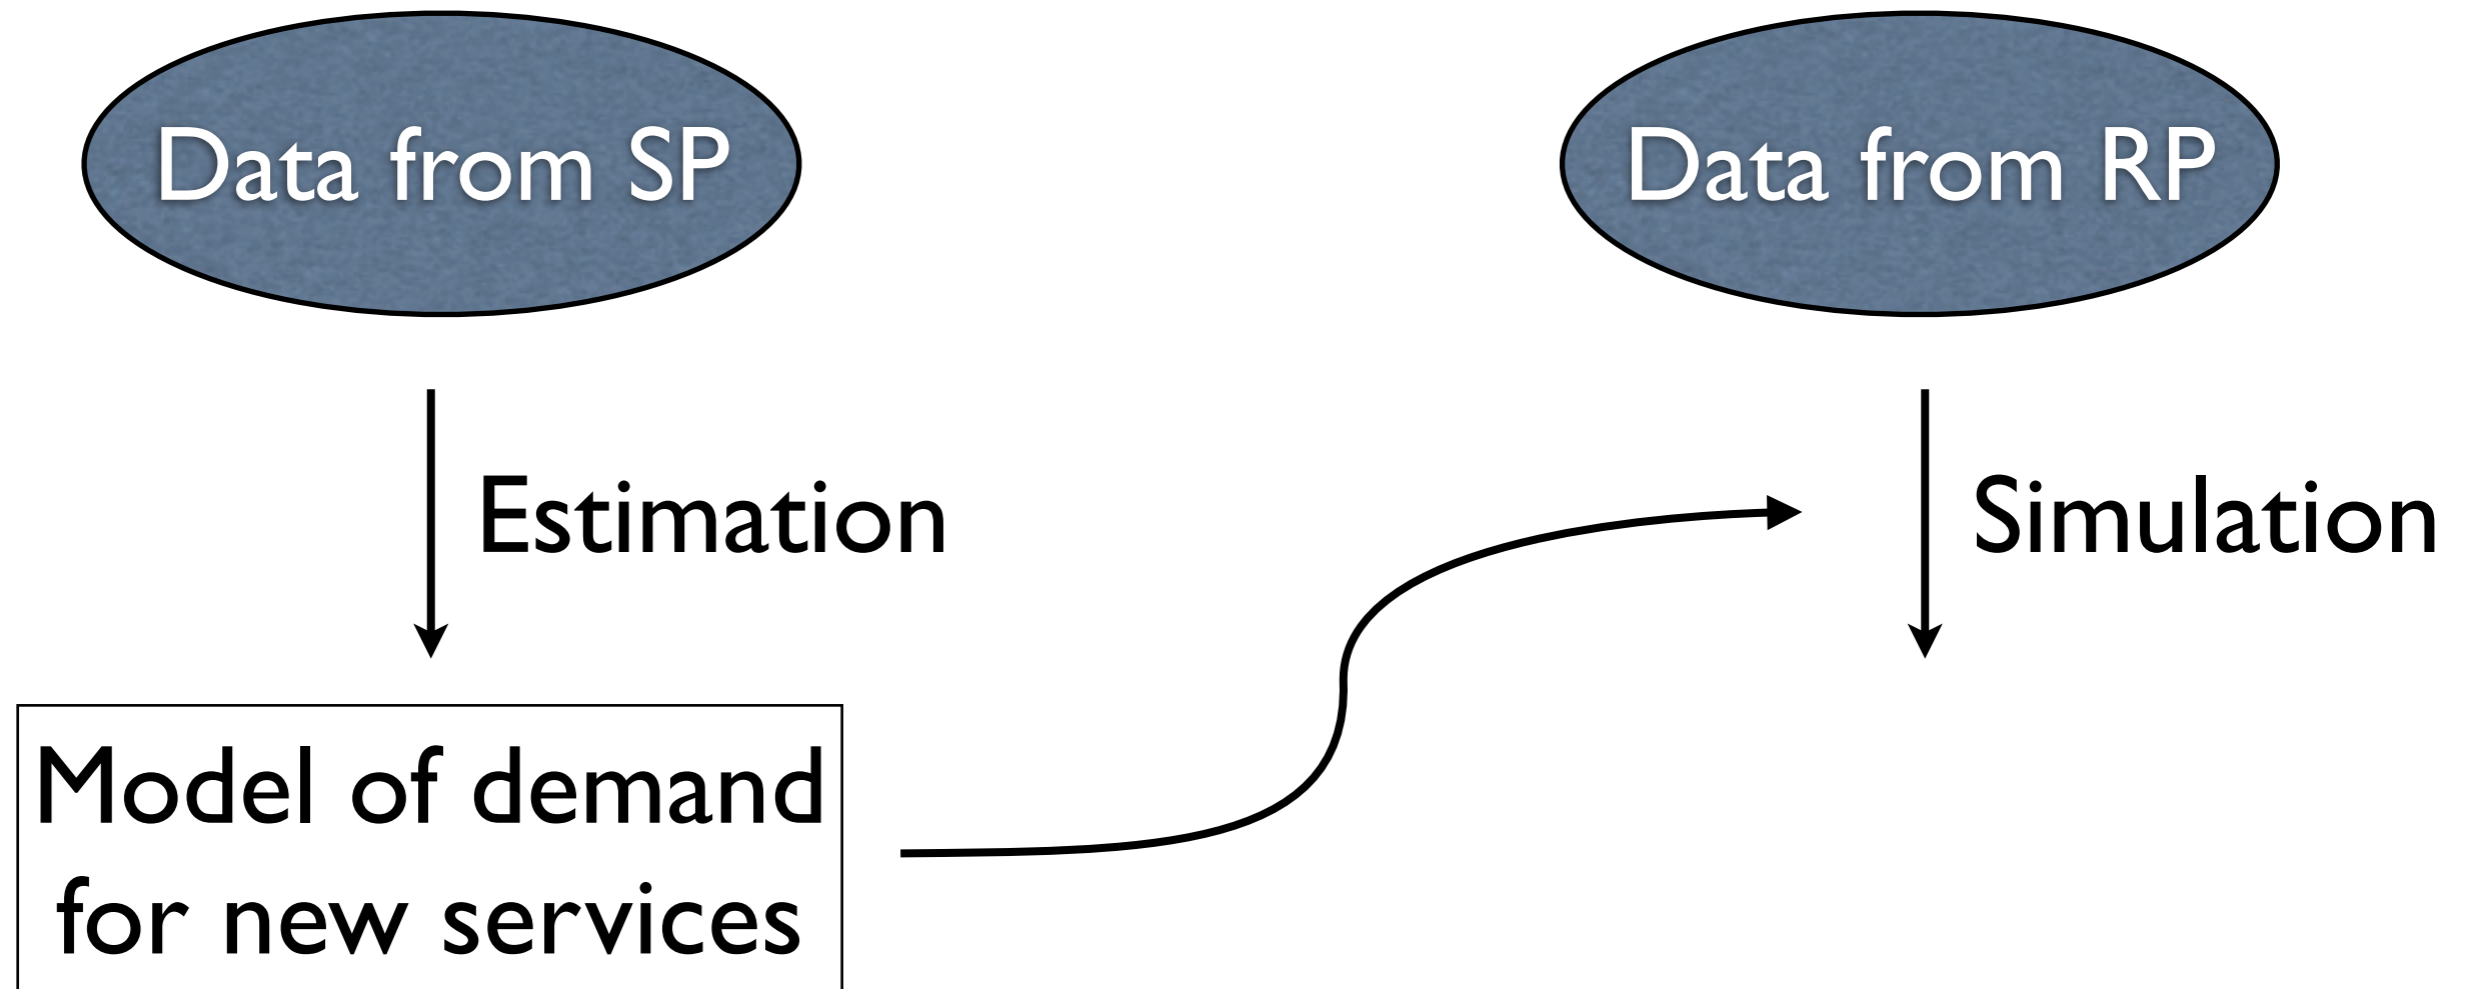 Data from SP
Data from RP
Estimation
Simulation
Model of demand
for new services